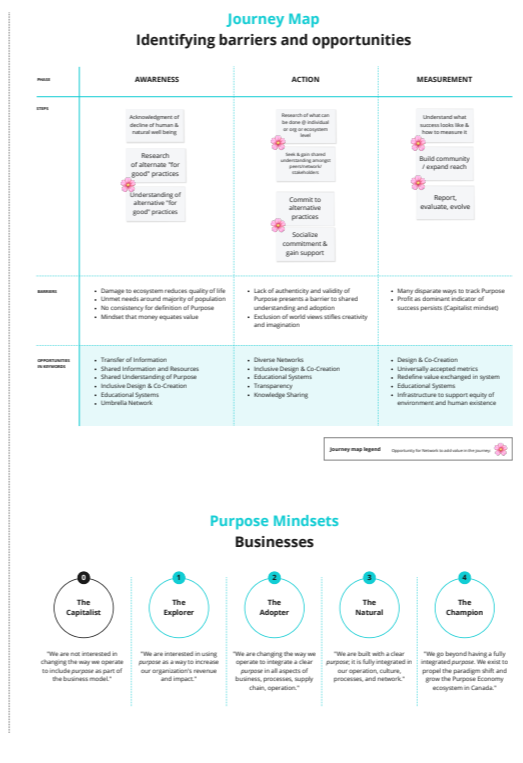 Journey Map
Identifying barriers and opportunities
PHASE
AWARENESS
ACTION
MEASUREMENT
STEPS
Acknowledgment of
decline of human &
natural well being
Research
of alternate "for
good" practices
Understanding of
alternative "for
good" practices
Research of what can
be done @ individual
or org or ecosystem
level
Seek & gain shared
understanding amongst
peers/network/
stakeholders
Commit to
alternative
practices
Socialize
commitment &
gain support
Understand what
success looks like &
how to measure it
Build community
/ expand reach
Report,
evaluate, evolve
BARRIERS
• Damage to ecosystem reduces quality of life
• Unmet needs around majority of population
• No consistency for definition of Purpose
• Mindset that money equates value
• Lack of authenticity and validity of
Purpose presents a barrier to shared
understanding and adoption
• Exclusion of world views stifles creativity
and imagination
• Many disparate ways to track Purpose
• Profit as dominant indicator of
success persists (Capitalist mindset)
OPPORTUNITIES
IN KEYWORDS
• Transfer of Information
• Shared Information and Resources
• Shared Understanding of Purpose
• Inclusive Design & Co-Creation
• Educational Systems
• Umbrella Network
• Diverse Networks
• Inclusive Design & Co-Creation
• Educational Systems
• Transparency
• Knowledge Sharing
• Design & Co-Creation
• Universally accepted metrics
• Redefine value exchanged in system
• Educational Systems
• Infrastructure to support equity of
environment and human existence
Journey map legend
Opportunity for Network to add value in the journey:
Purpose Mindsets
Businesses
0
The
Capitalist
"We are not interested in
changing the way we operate
to include purpose as part of
the business model."
1
The
Explorer
"We are interested in using
purpose as a way to increase
our organization's revenue
and impact."
2
The
Adopter
"We are changing the way we
operate to integrate a clear
purpose in all aspects of
business, processes, supply
chain, operation."
3
The
Natural
"We are built with a clear
purpose; it is fully integrated in
our operation, culture,
processes, and network."
4
The
Champion
"We go beyond having a fully
integrated purpose. We exist to
propel the paradigm shift and
grow the Purpose Economy
ecosystem in Canada."